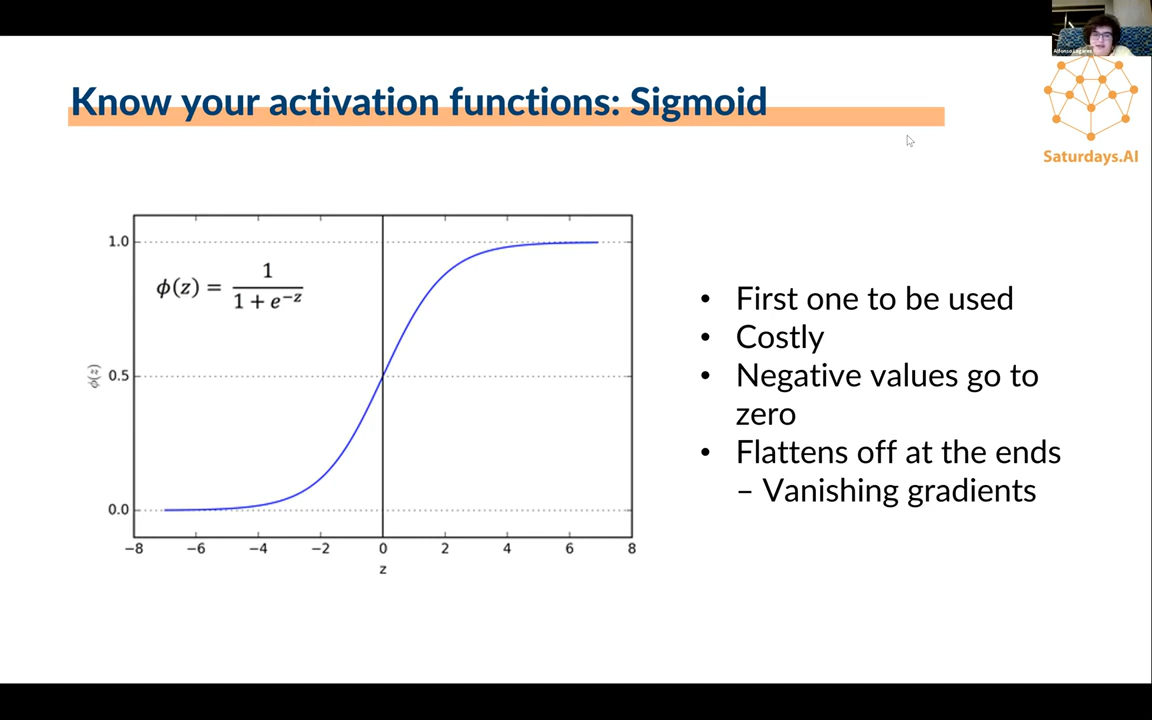 Alfonso Lagares
Know your activation functions: Sigmoid
Saturdays.AI
1.0
ϕ(z) = 1 / (1 + e^−z)
ϕ(z)
0.5
0.0
−8 −6 −4 −2 0 2 4 6 8
z
• First one to be used
• Costly
• Negative values go to
zero
• Flattens off at the ends
– Vanishing gradients